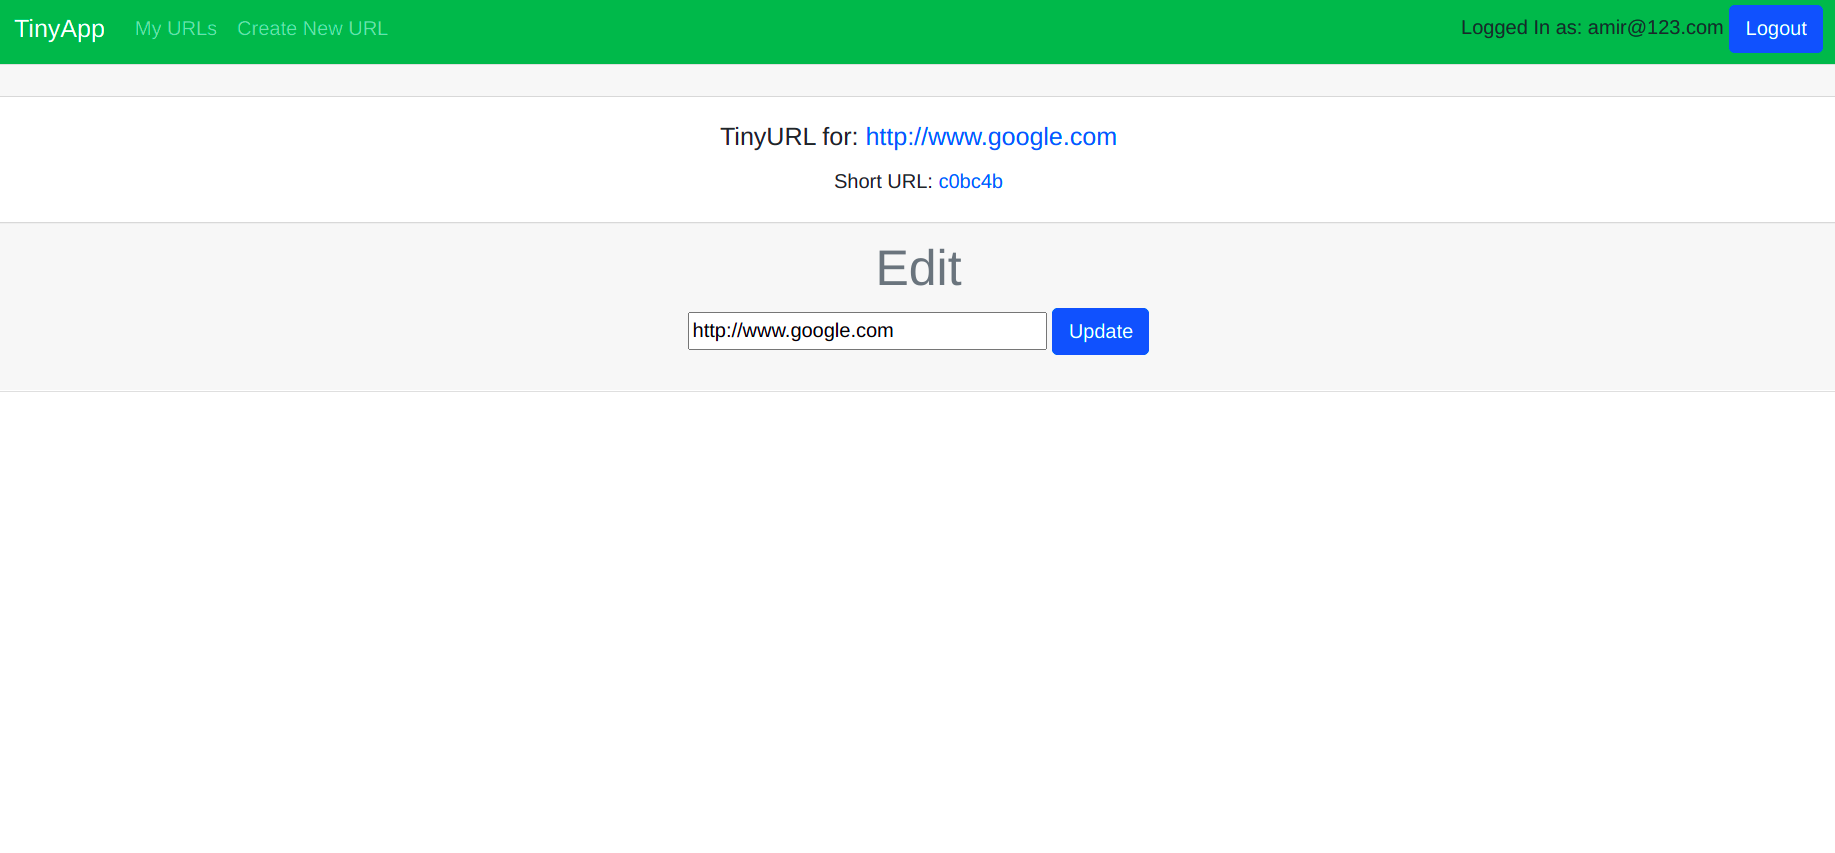 TinyApp My URLs Create New URL Logged In as: amir@123.com Logout
TinyURL for: http://www.google.com
Short URL: c0bc4b
Edit
http://www.google.com Update